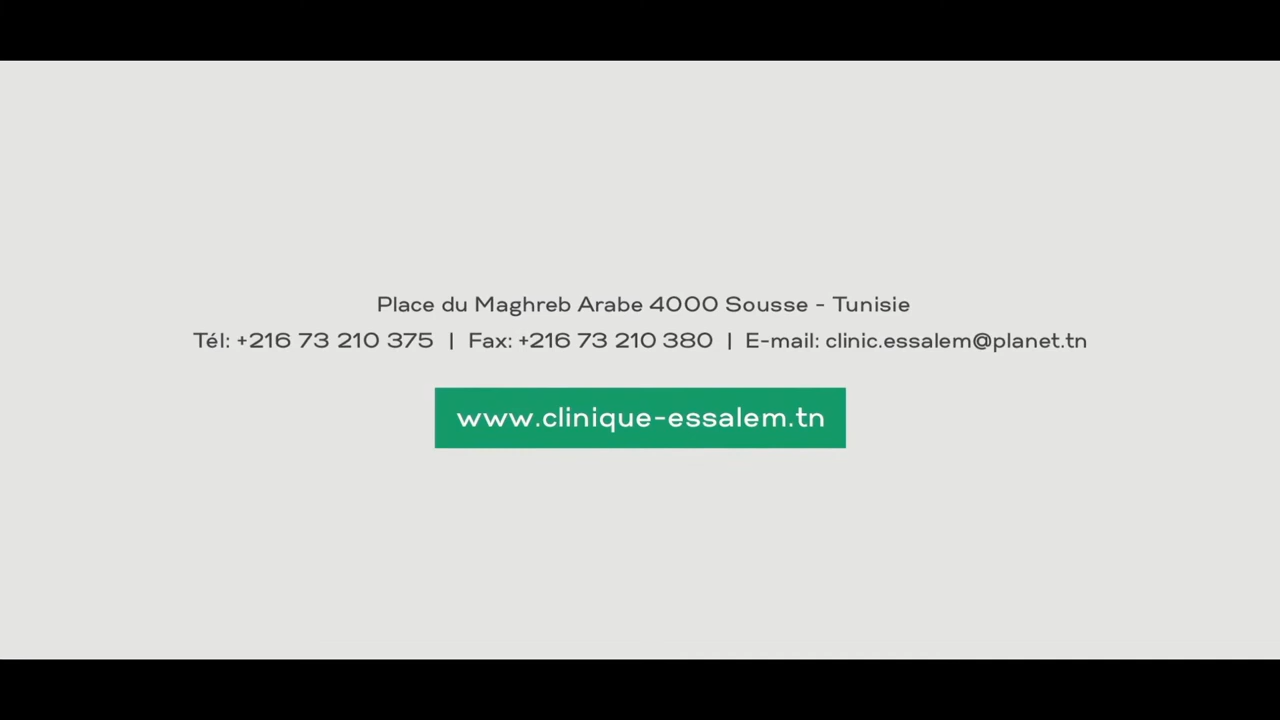 Place du Maghreb Arabe 4000 Sousse - Tunisie
Tél: +216 73 210 375 | Fax: +216 73 210 380 | E-mail: clinic.essalem@planet.tn
www.clinique-essalem.tn